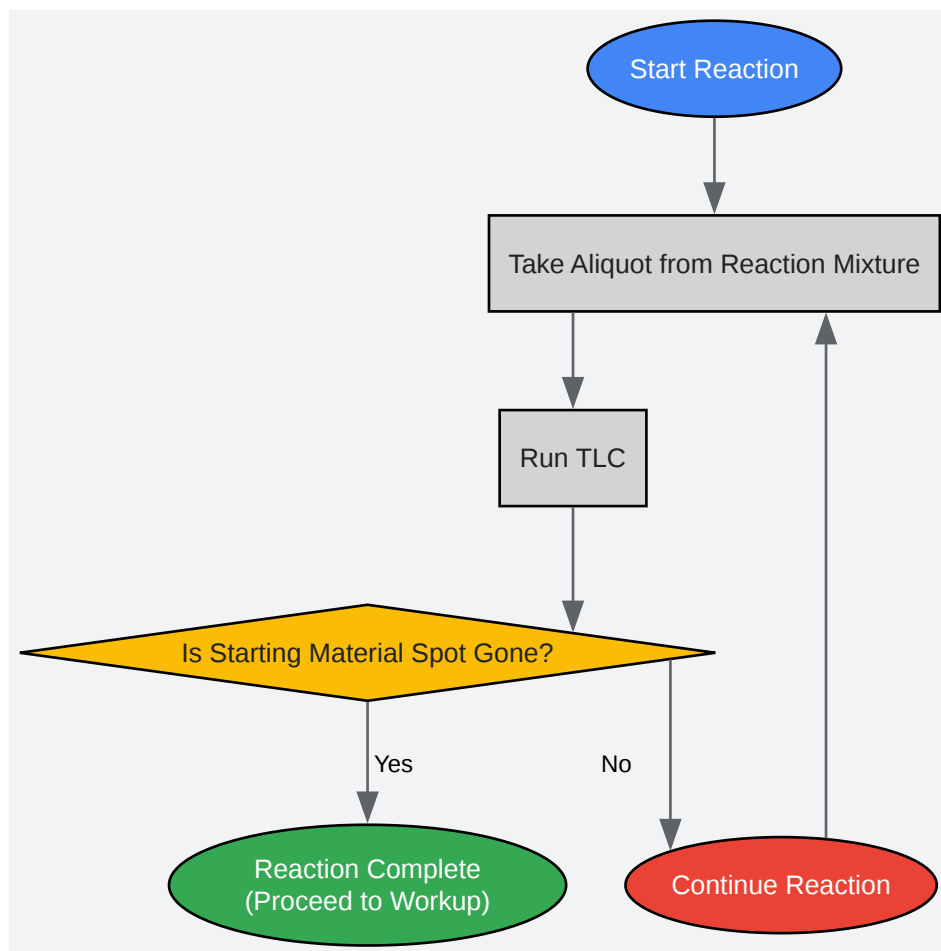 Start Reaction
Take Aliquot from Reaction Mixture
Run TLC
Is Starting Material Spot Gone?
Yes
No
Reaction Complete
(Proceed to Workup)
Continue Reaction